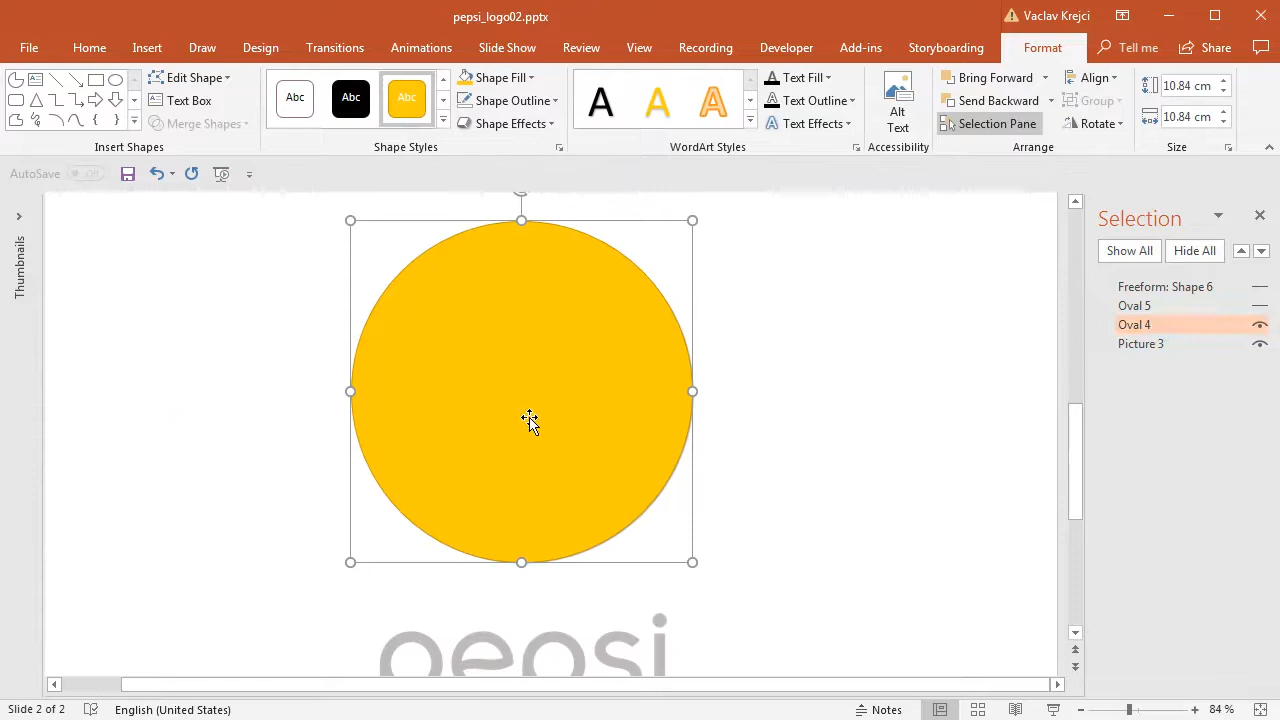 pepsi_logo02.pptx
Vaclav Krejci
File Home Insert Draw Design Transitions Animations Slide Show Review View Recording Developer Add-ins Storyboarding Format Tell me Share
Edit Shape
Text Box
Merge Shapes
Insert Shapes
Abc Abc Abc
Shape Fill
Shape Outline
Shape Effects
Shape Styles
A A A
Text Fill
Text Outline
Text Effects
WordArt Styles
Alt
Text
Accessibility
Bring Forward
Send Backward
Selection Pane
Align
Group
Rotate
Arrange
10.84 cm
10.84 cm
Size
AutoSave Off
Thumbnails
Selection
Show All Hide All
Freeform: Shape 6
Oval 5
Oval 4
Picture 3
pepsi
Slide 2 of 2 English (United States) Notes 84 %